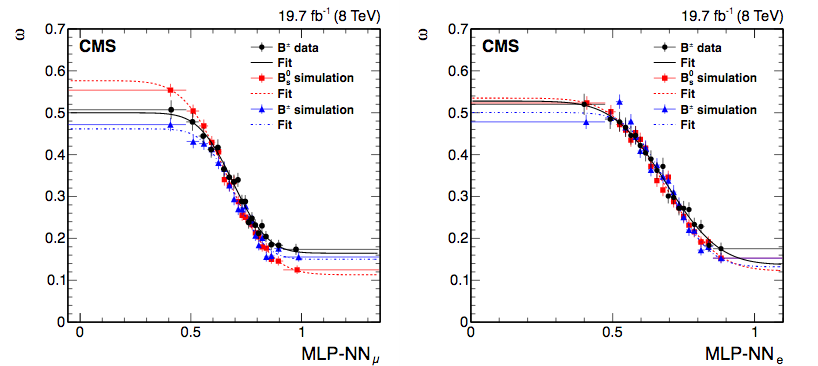 19.7 fb⁻¹ (8 TeV)
ω
0.7
0.6
0.5
0.4
0.3
0.2
0.1
0
CMS
B± data
Fit
B⁰ₛ simulation
Fit
B± simulation
Fit
0
0.5
1
MLP-NNμ
19.7 fb⁻¹ (8 TeV)
ω
0.7
0.6
0.5
0.4
0.3
0.2
0.1
0
CMS
B± data
Fit
B⁰ₛ simulation
Fit
B± simulation
Fit
0
0.5
1
MLP-NNₑ